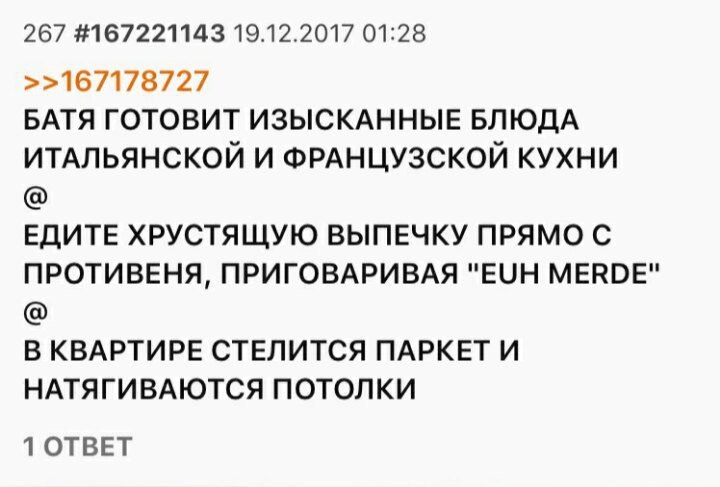 267 #167221143 19.12.2017 01:28
>>167178727
БАТЯ ГОТОВИТ ИЗЫСКАННЫЕ БЛЮДА
ИТАЛЬЯНСКОЙ И ФРАНЦУЗСКОЙ КУХНИ
@
ЕДИТЕ ХРУСТЯЩУЮ ВЫПЕЧКУ ПРЯМО С
ПРОТИВЕНЯ, ПРИГОВАРИВАЯ "EUH MERDE"
@
В КВАРТИРЕ СТЕЛИТСЯ ПАРКЕТ И
НАТЯГИВАЮТСЯ ПОТОЛКИ
1 ОТВЕТ